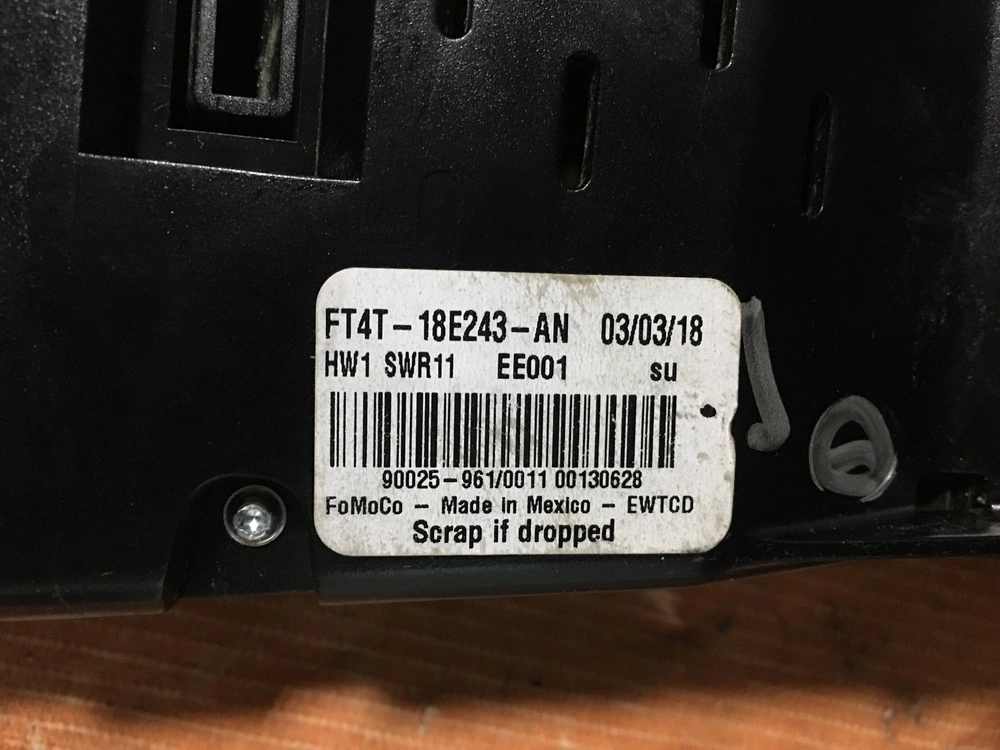 FT4T-18E243-AN 03/03/18
HW1 SWR11 EE001 su
90025-961/0011 00130628
FoMoCo - Made in Mexico - EWTCD
Scrap if dropped